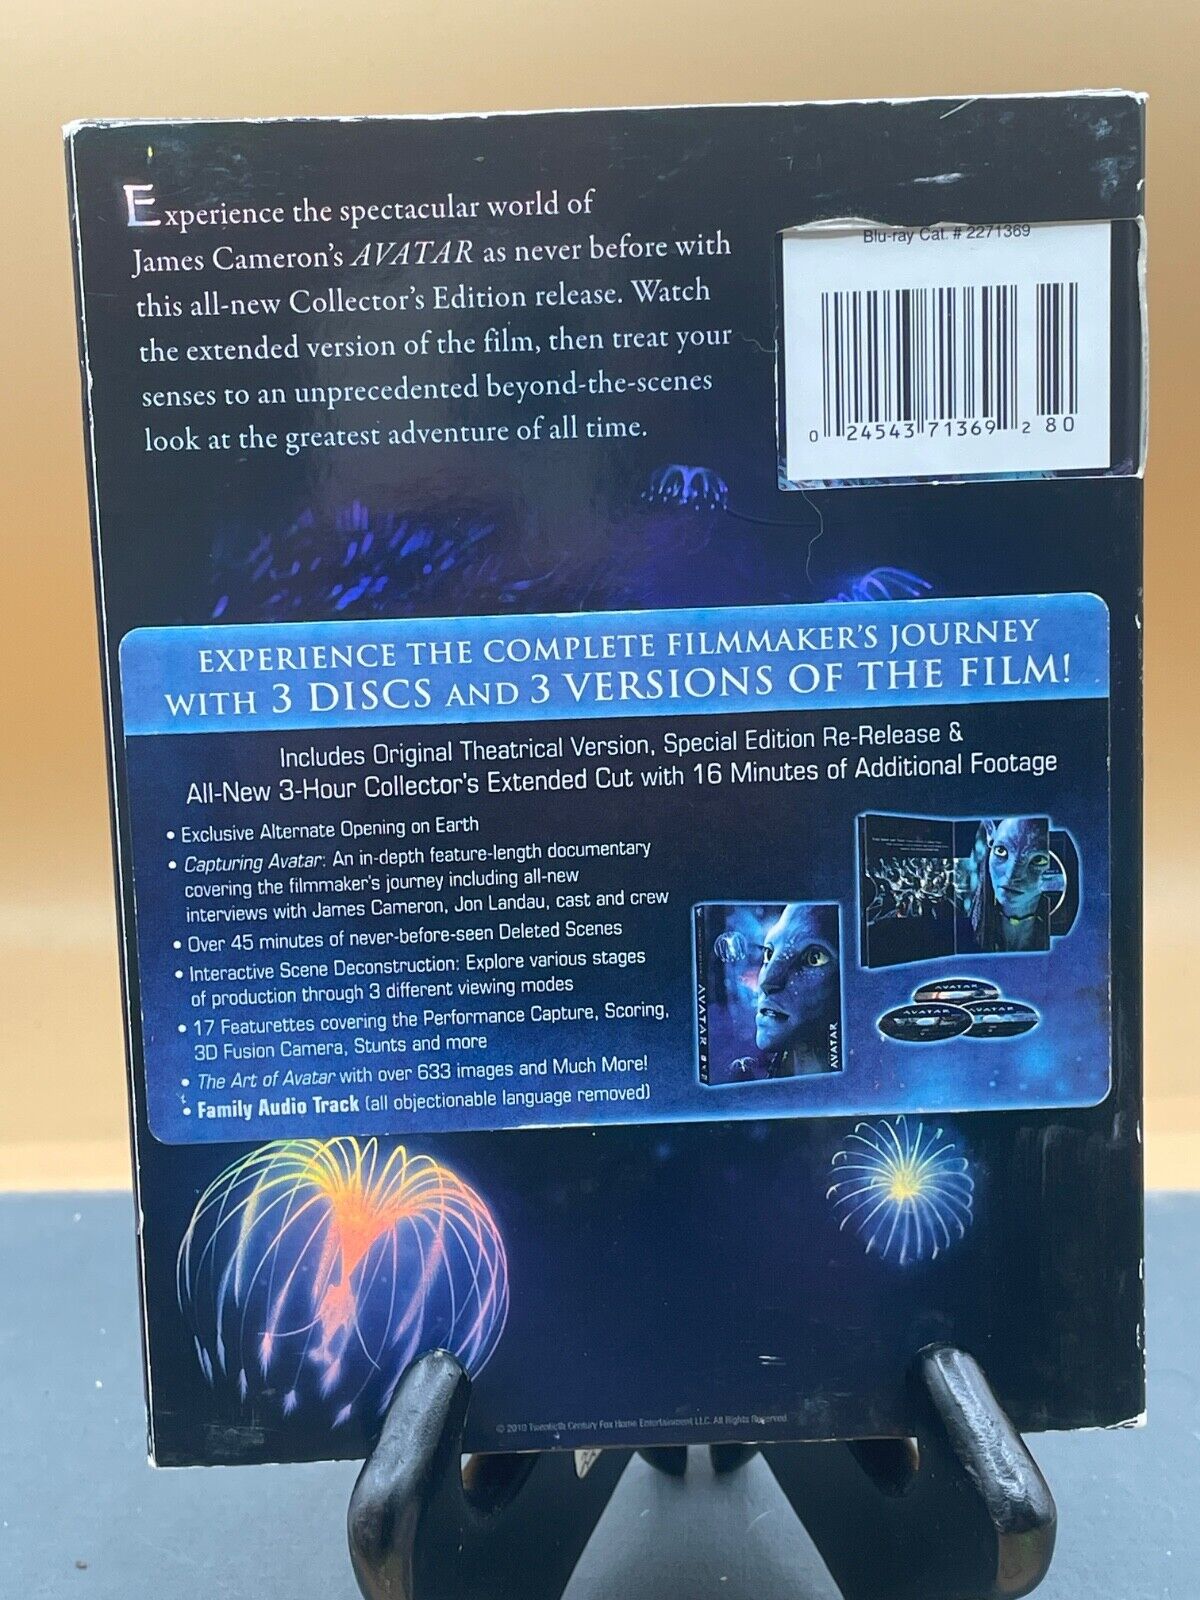 Experience the spectacular world of
James Cameron's AVATAR as never before with
this all-new Collector's Edition release. Watch
the extended version of the film, then treat your
senses to an unprecedented beyond-the-scenes
look at the greatest adventure of all time.
Blu-ray Cat. # 2271369
0 24543 71369 2 80
EXPERIENCE THE COMPLETE FILMMAKER'S JOURNEY
WITH 3 DISCS AND 3 VERSIONS OF THE FILM!
Includes Original Theatrical Version, Special Edition Re-Release &
All-New 3-Hour Collector's Extended Cut with 16 Minutes of Additional Footage
• Exclusive Alternate Opening on Earth
• Capturing Avatar: An in-depth feature-length documentary
covering the filmmaker's journey including all-new
interviews with James Cameron, Jon Landau, cast and crew
• Over 45 minutes of never-before-seen Deleted Scenes
• Interactive Scene Deconstruction: Explore various stages
of production through 3 different viewing modes
• 17 Featurettes covering the Performance Capture, Scoring,
3D Fusion Camera, Stunts and more
• The Art of Avatar with over 633 images and Much More!
• Family Audio Track (all objectionable language removed)
AVATAR
AVATAR
AVATAR
AVATAR
AVATAR
© 2010 Twentieth Century Fox Home Entertainment LLC. All Rights Reserved.